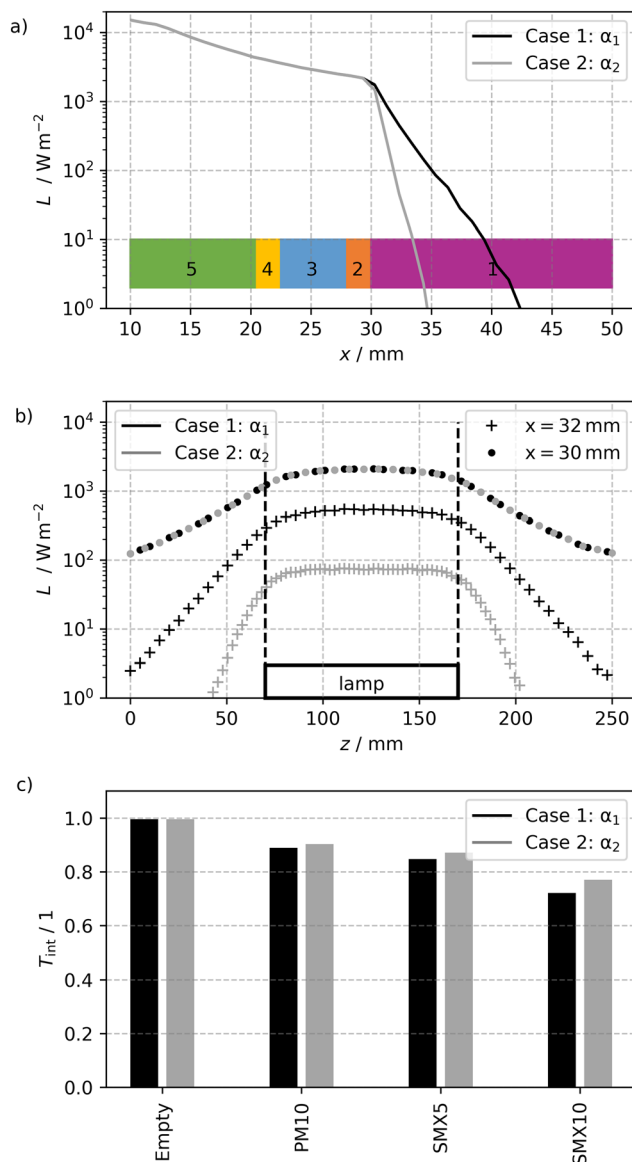 a)
Case 1: α₁
Case 2: α₂
L / W m⁻²
10⁴
10³
10²
10¹
10⁰
5 4 3 2 1
10 15 20 25 30 35 40 45 50
x / mm
b)
Case 1: α₁
Case 2: α₂
x = 32 mm
x = 30 mm
L / W m⁻²
10⁴
10³
10²
10¹
10⁰
lamp
0 50 100 150 200 250
z / mm
c)
Case 1: α₁
Case 2: α₂
T_int / 1
1.0
0.8
0.6
0.4
0.2
0.0
Empty
PM10
SMX5
SMX10